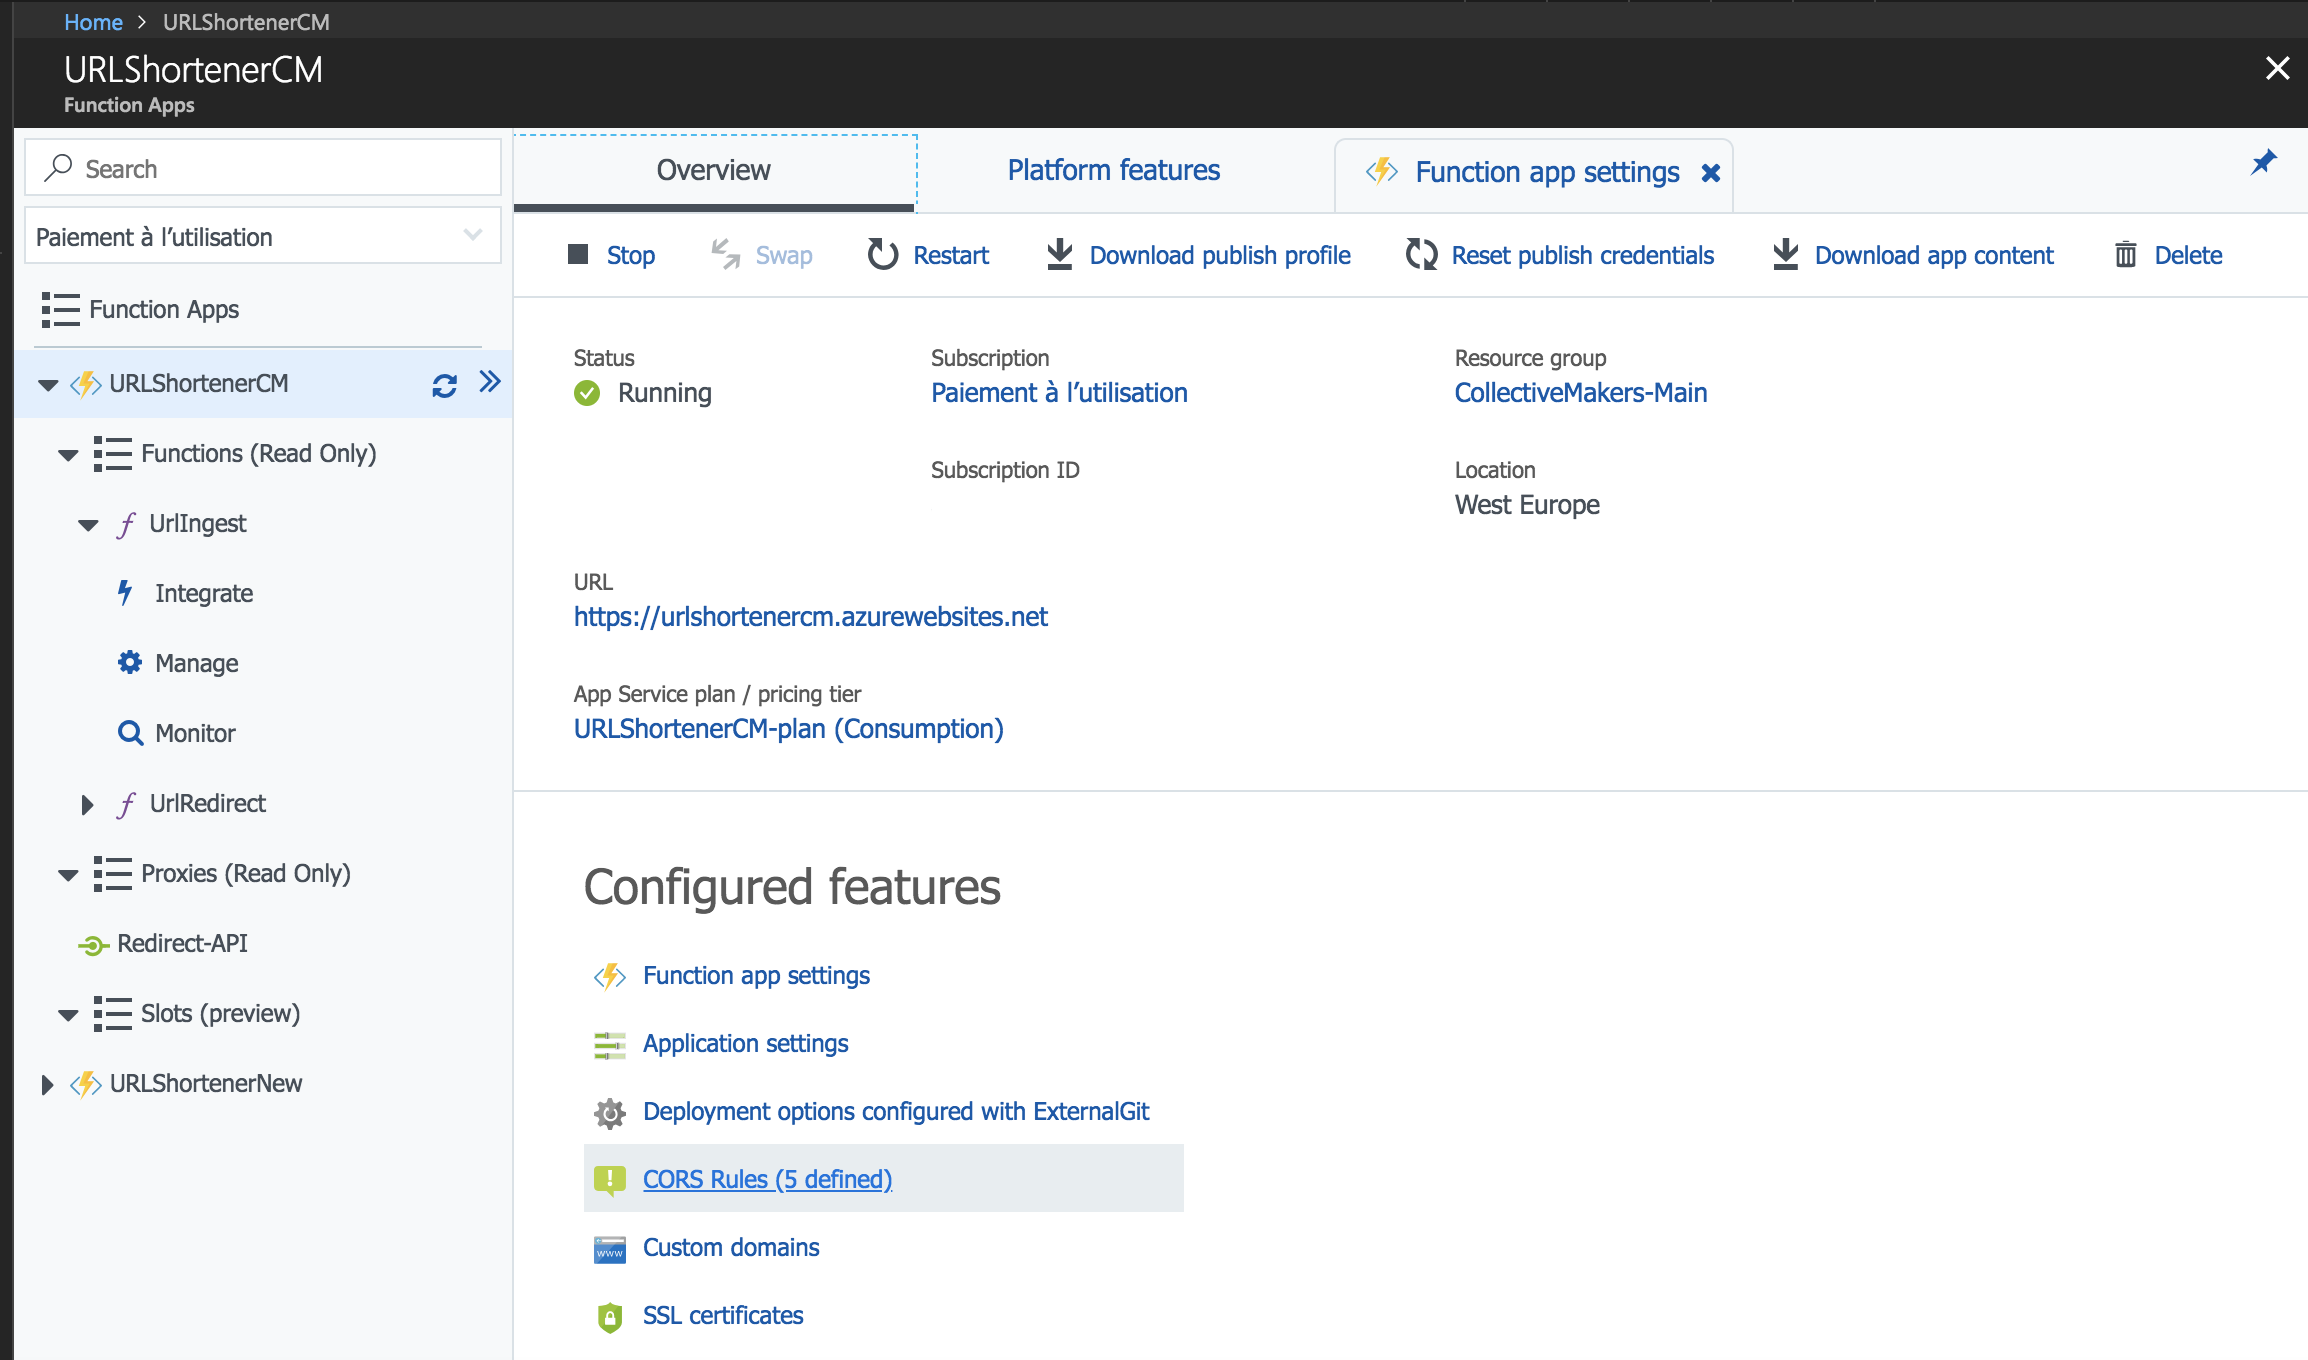 Home > URLShortenerCM
URLShortenerCM
Function Apps
Search
Paiement à l’utilisation
Function Apps
URLShortenerCM
Functions (Read Only)
UrlIngest
Integrate
Manage
Monitor
UrlRedirect
Proxies (Read Only)
Redirect-API
Slots (preview)
URLShortenerNew
Overview
Platform features
Function app settings
Stop
Swap
Restart
Download publish profile
Reset publish credentials
Download app content
Delete
Status
Running
Subscription
Paiement à l’utilisation
Resource group
CollectiveMakers-Main
Subscription ID
Location
West Europe
URL
https://urlshortenercm.azurewebsites.net
App Service plan / pricing tier
URLShortenerCM-plan (Consumption)
Configured features
Function app settings
Application settings
Deployment options configured with ExternalGit
CORS Rules (5 defined)
www
Custom domains
SSL certificates